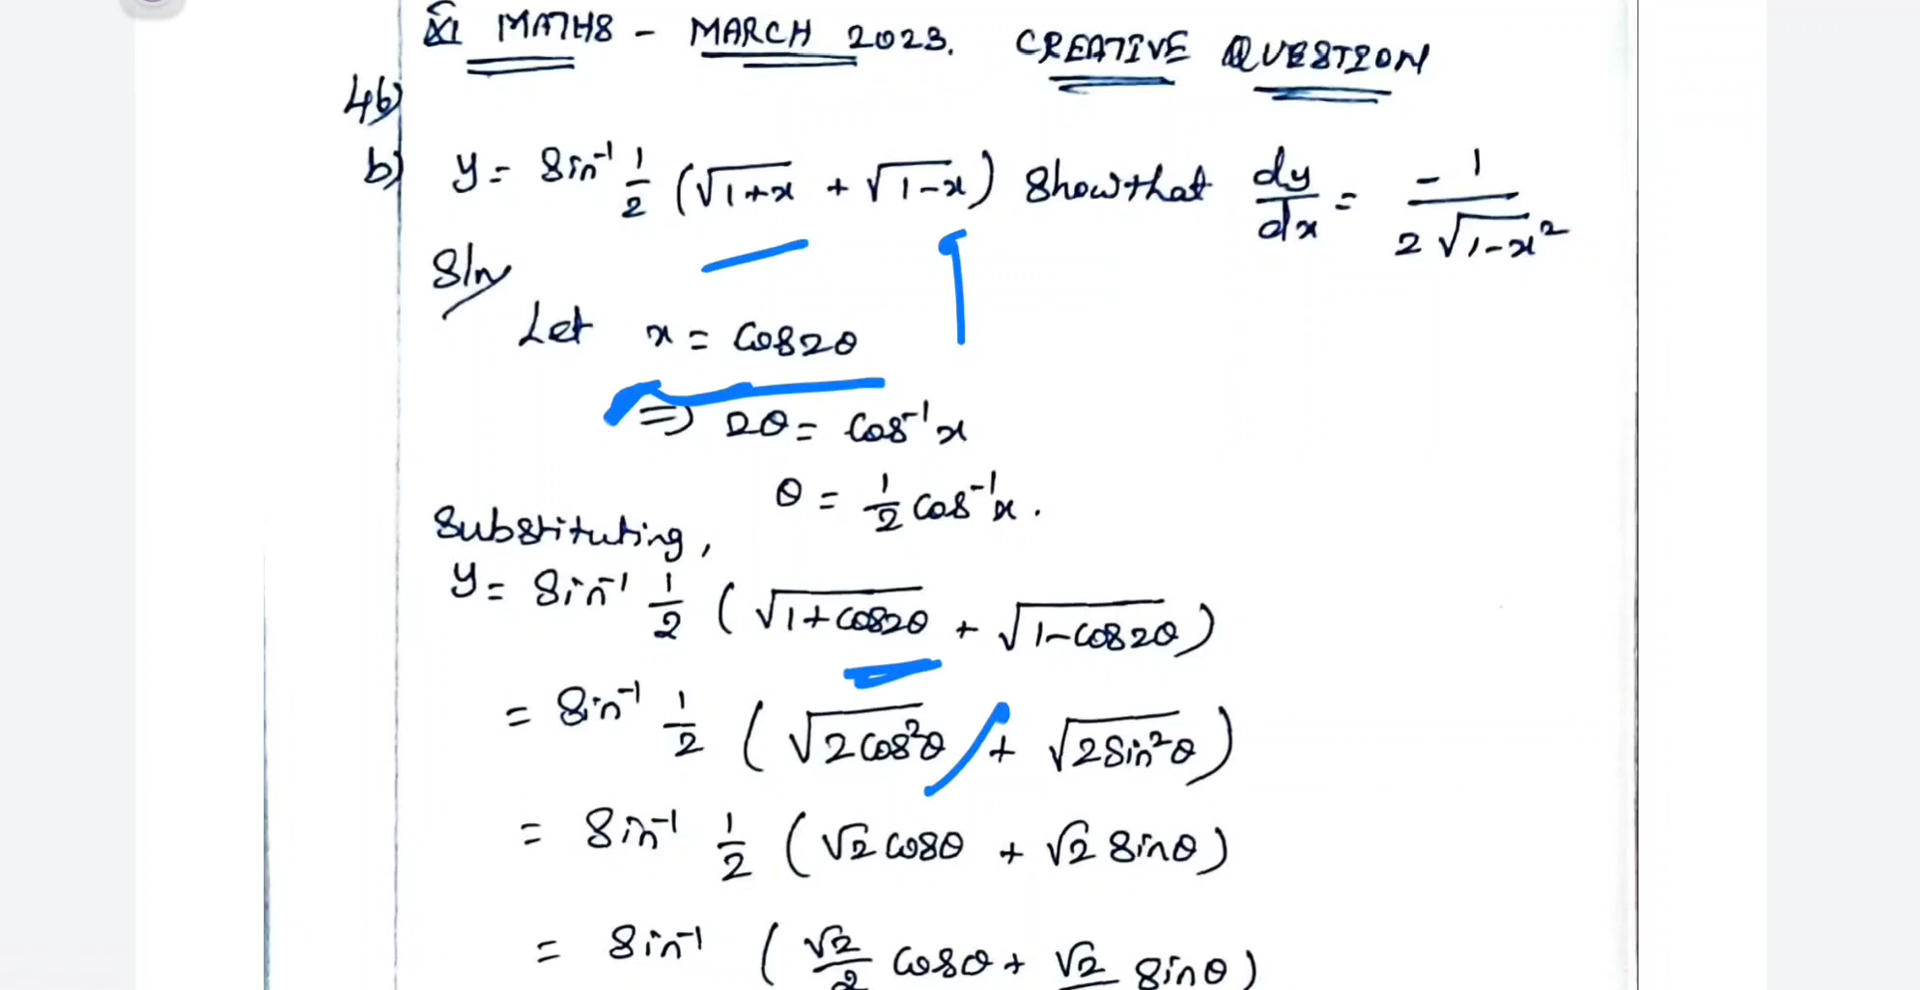 XI MATHS - MARCH 2023. CREATIVE QUESTION
46)
b) y = Sin⁻¹ 1/2 (√1+x + √1-x) Show that dy/dx = -1/2√1-x²
Sln
Let x = Cos2θ
⇒ 2θ = Cos⁻¹x
θ = 1/2 Cos⁻¹x.
Substituting,
y = Sin⁻¹ 1/2 (√1+Cos2θ + √1-Cos2θ)
= Sin⁻¹ 1/2 (√2Cos²θ + √2Sin²θ)
= Sin⁻¹ 1/2 (√2 Cosθ + √2 Sinθ)
= Sin⁻¹ (√2/2 Cosθ + √2 Sinθ)